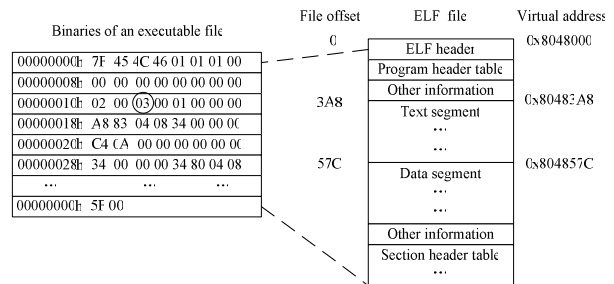 Binaries of an executable file
00000000h 7F 45 4C 46 01 01 01 00
00000008h 00 00 00 00 00 00 00 00
00000010h 02 00 03 00 01 00 00 00
00000018h A8 83 04 08 34 00 00 00
00000020h C4 0A 00 00 00 00 00 00
00000028h 34 00 00 00 34 80 04 08
... ... ...
00000000h 5F 00
File offset
0
3A8
57C
ELF file
ELF header
Program header table
Other information
Text segment
...
...
Data segment
...
...
Other information
Section header table
...
Virtual address
0x8048000
0x80483A8
0x804857C